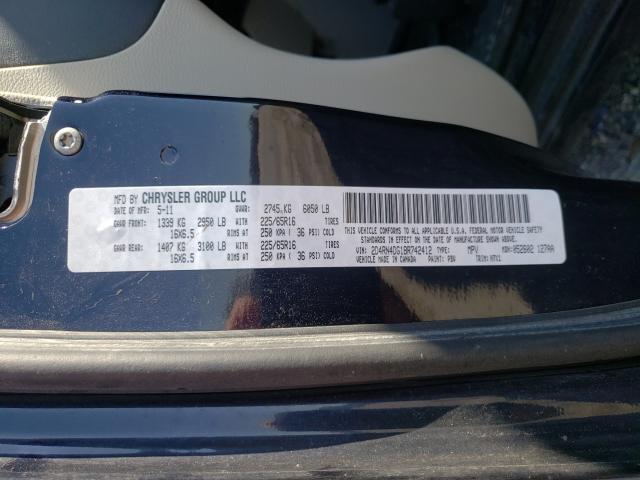 MFD BY CHRYSLER GROUP LLC
DATE OF MFR: 5-11 GVWR: 2745 KG 6050 LB
GAWR FRONT: 1339 KG 2950 LB WITH 225/65R16 TIRES
16X6.5 RIMS AT 250 KPA ( 36 PSI) COLD
GAWR REAR: 1407 KG 3100 LB WITH 225/65R16 TIRES
16X6.5 RIMS AT 250 KPA ( 36 PSI) COLD
THIS VEHICLE CONFORMS TO ALL APPLICABLE U.S.A. FEDERAL MOTOR VEHICLE SAFETY
STANDARDS IN EFFECT ON THE DATE OF MANUFACTURE SHOWN ABOVE.
VIN: 2D4RN4DG1BR742412 TYPE: MPV MDH: 052602 127AA
VEHICLE MADE IN CANADA PAINT: PBV TRIM: